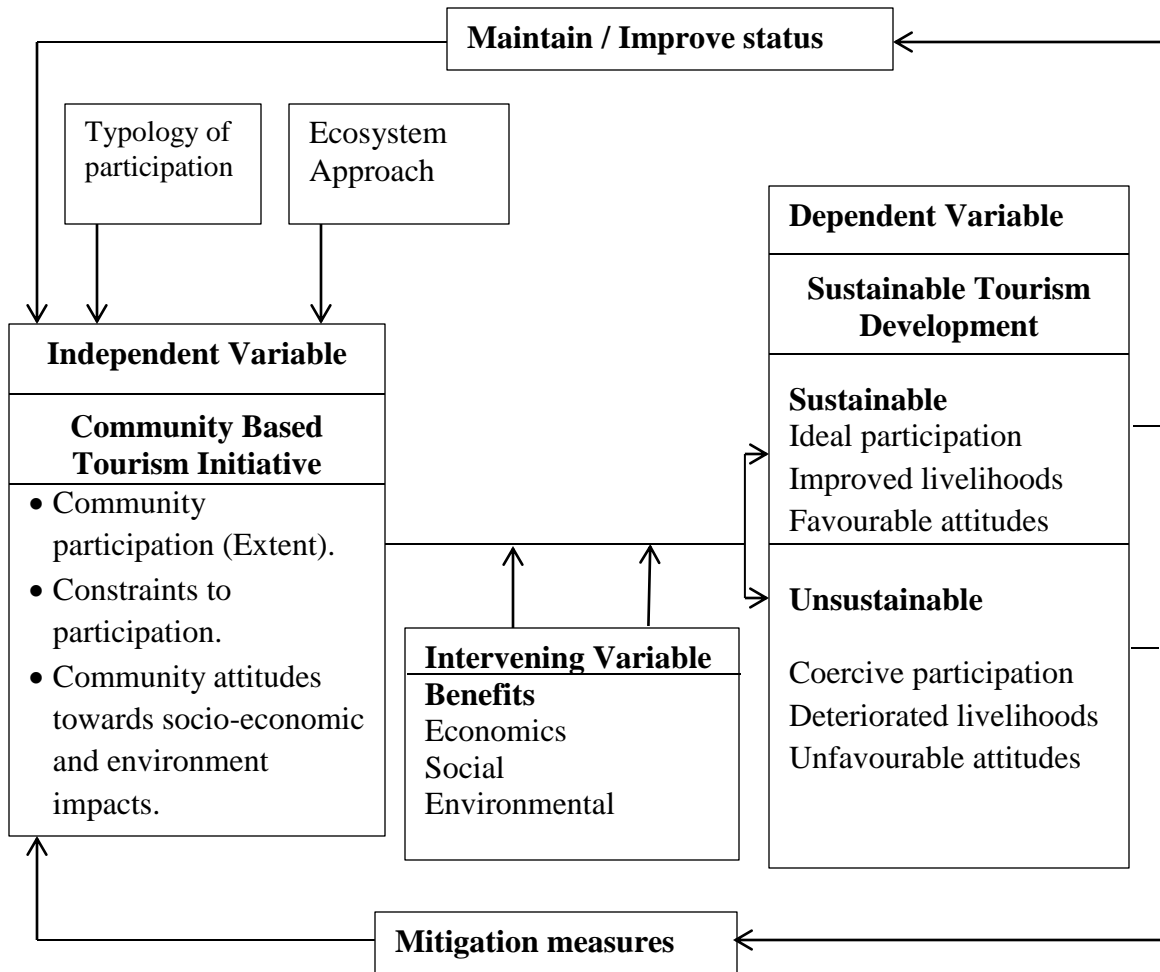 Maintain / Improve status
Typology of
participation
Ecosystem
Approach
Independent Variable
Community Based
Tourism Initiative
• Community
participation (Extent).
• Constraints to
participation.
• Community attitudes
towards socio-economic
and environment
impacts.
Intervening Variable
Benefits
Economics
Social
Environmental
Dependent Variable
Sustainable Tourism
Development
Sustainable
Ideal participation
Improved livelihoods
Favourable attitudes
Unsustainable
Coercive participation
Deteriorated livelihoods
Unfavourable attitudes
Mitigation measures